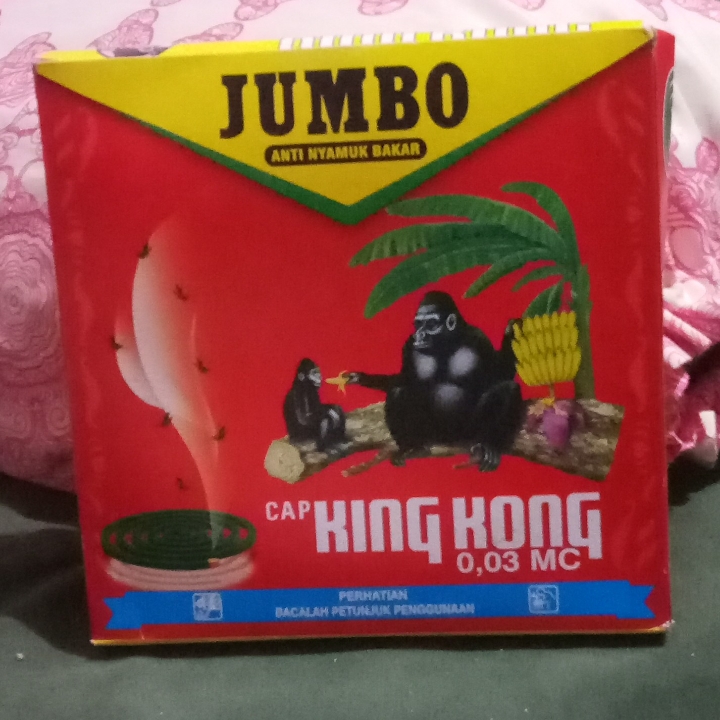 JUMBO
ANTI NYAMUK BAKAR
CAP KING KONG
0,03 MC
PERHATIAN
BACALAH PETUNJUK PENGGUNAAN